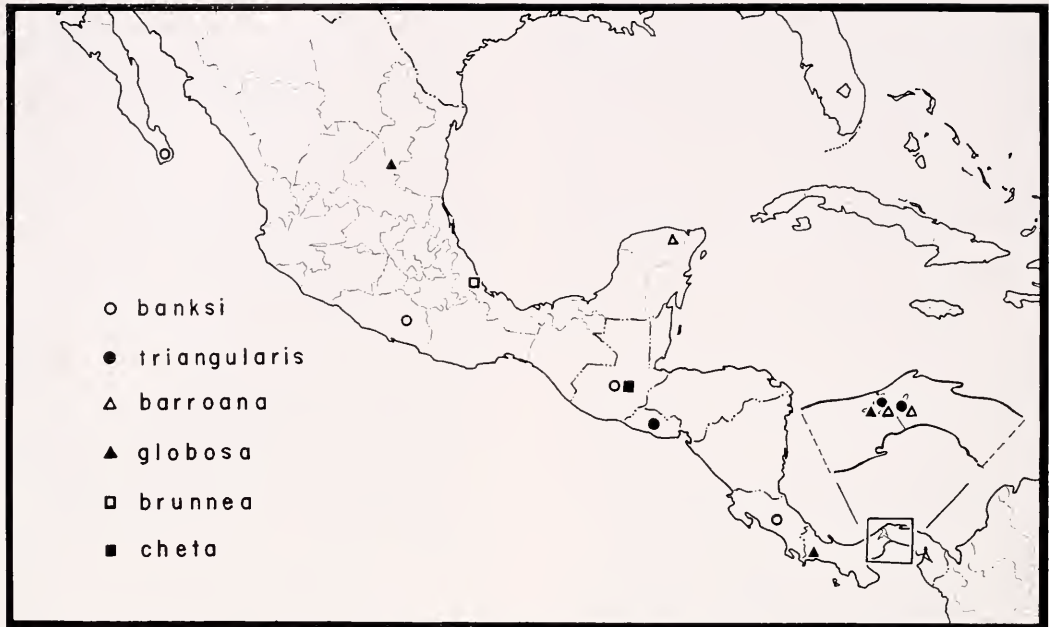 banksi
triangularis
barroana
globosa
brunnea
cheta